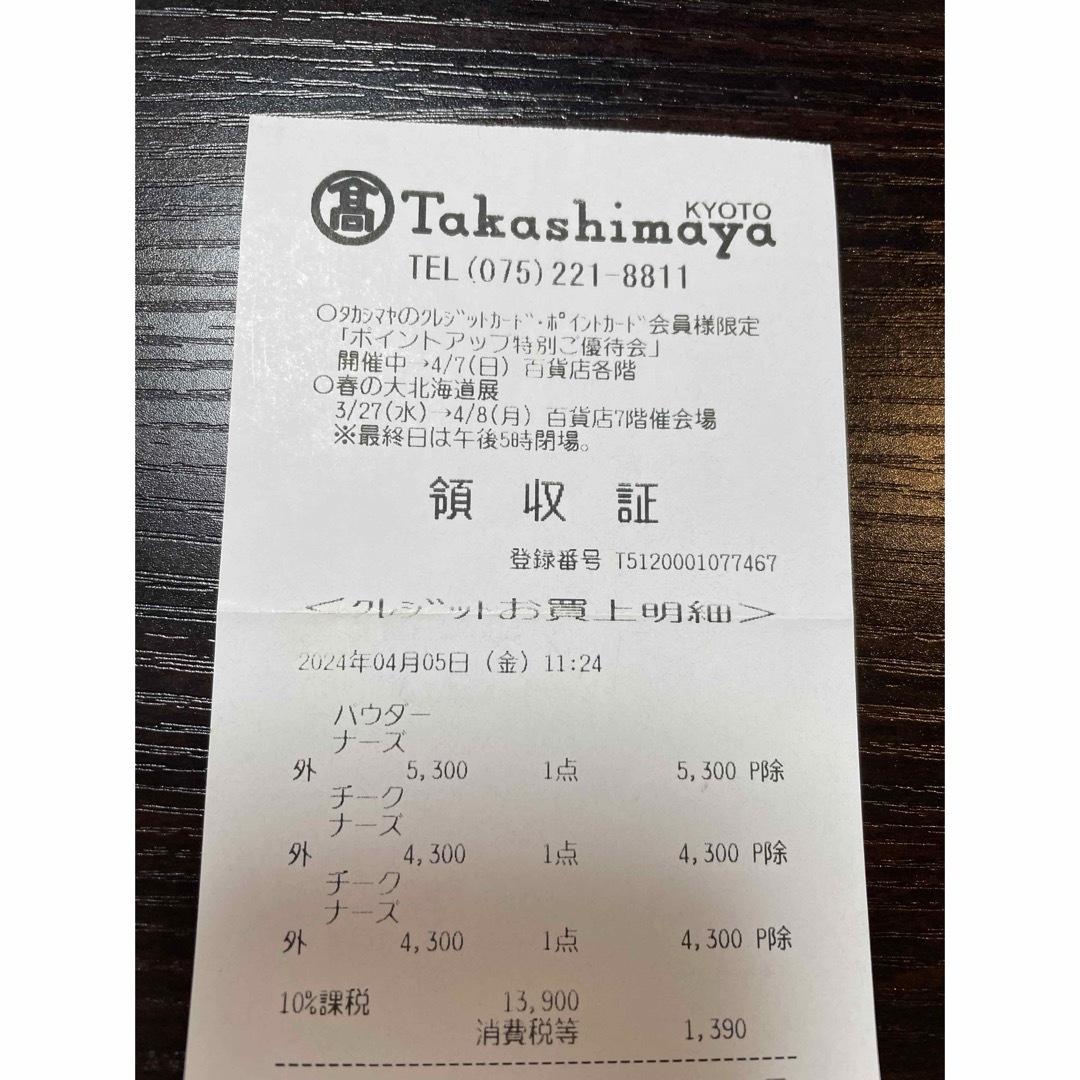 髙 Takashimaya KYOTO
TEL(075)221-8811
○タカシマヤのクレジットカード・ポイントカード会員様限定
「ポイントアップ特別ご優待会」
開催中→4/7(日) 百貨店各階
○春の大北海道展
3/27(水)→4/8(月) 百貨店7階催会場
※最終日は午後5時閉場。
領 収 証
登録番号 T5120001077467
<クレジットお買上明細>
2024年04月05日 (金) 11:24
パウダー
ナーズ
外 5,300 1点 5,300 P除
チーク
ナーズ
外 4,300 1点 4,300 P除
チーク
ナーズ
外 4,300 1点 4,300 P除
10%課税 13,900
消費税等 1,390